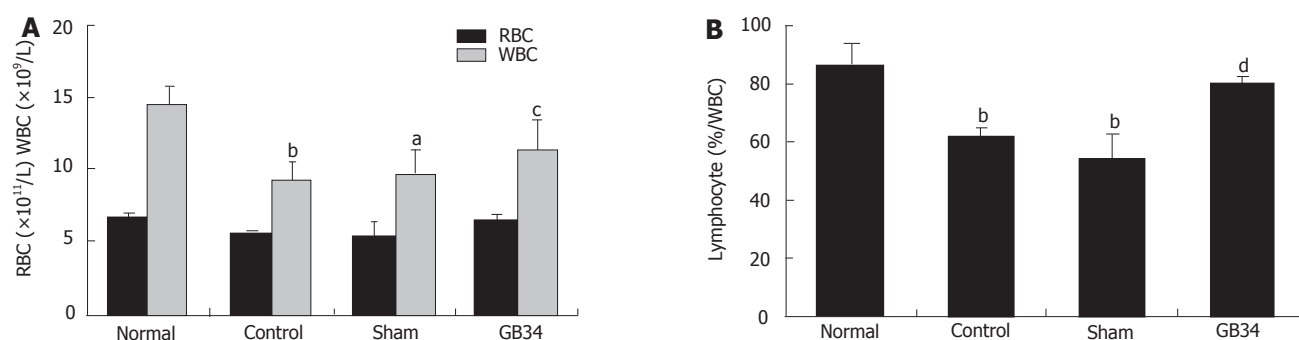 A
RBC (×10¹¹/L) WBC (×10⁹/L)
20
15
10
5
0
RBC
WBC
b
a
c
Normal Control Sham GB34
B
Lymphocyte (%/WBC)
100
80
60
40
20
0
b
b
d
Normal Control Sham GB34